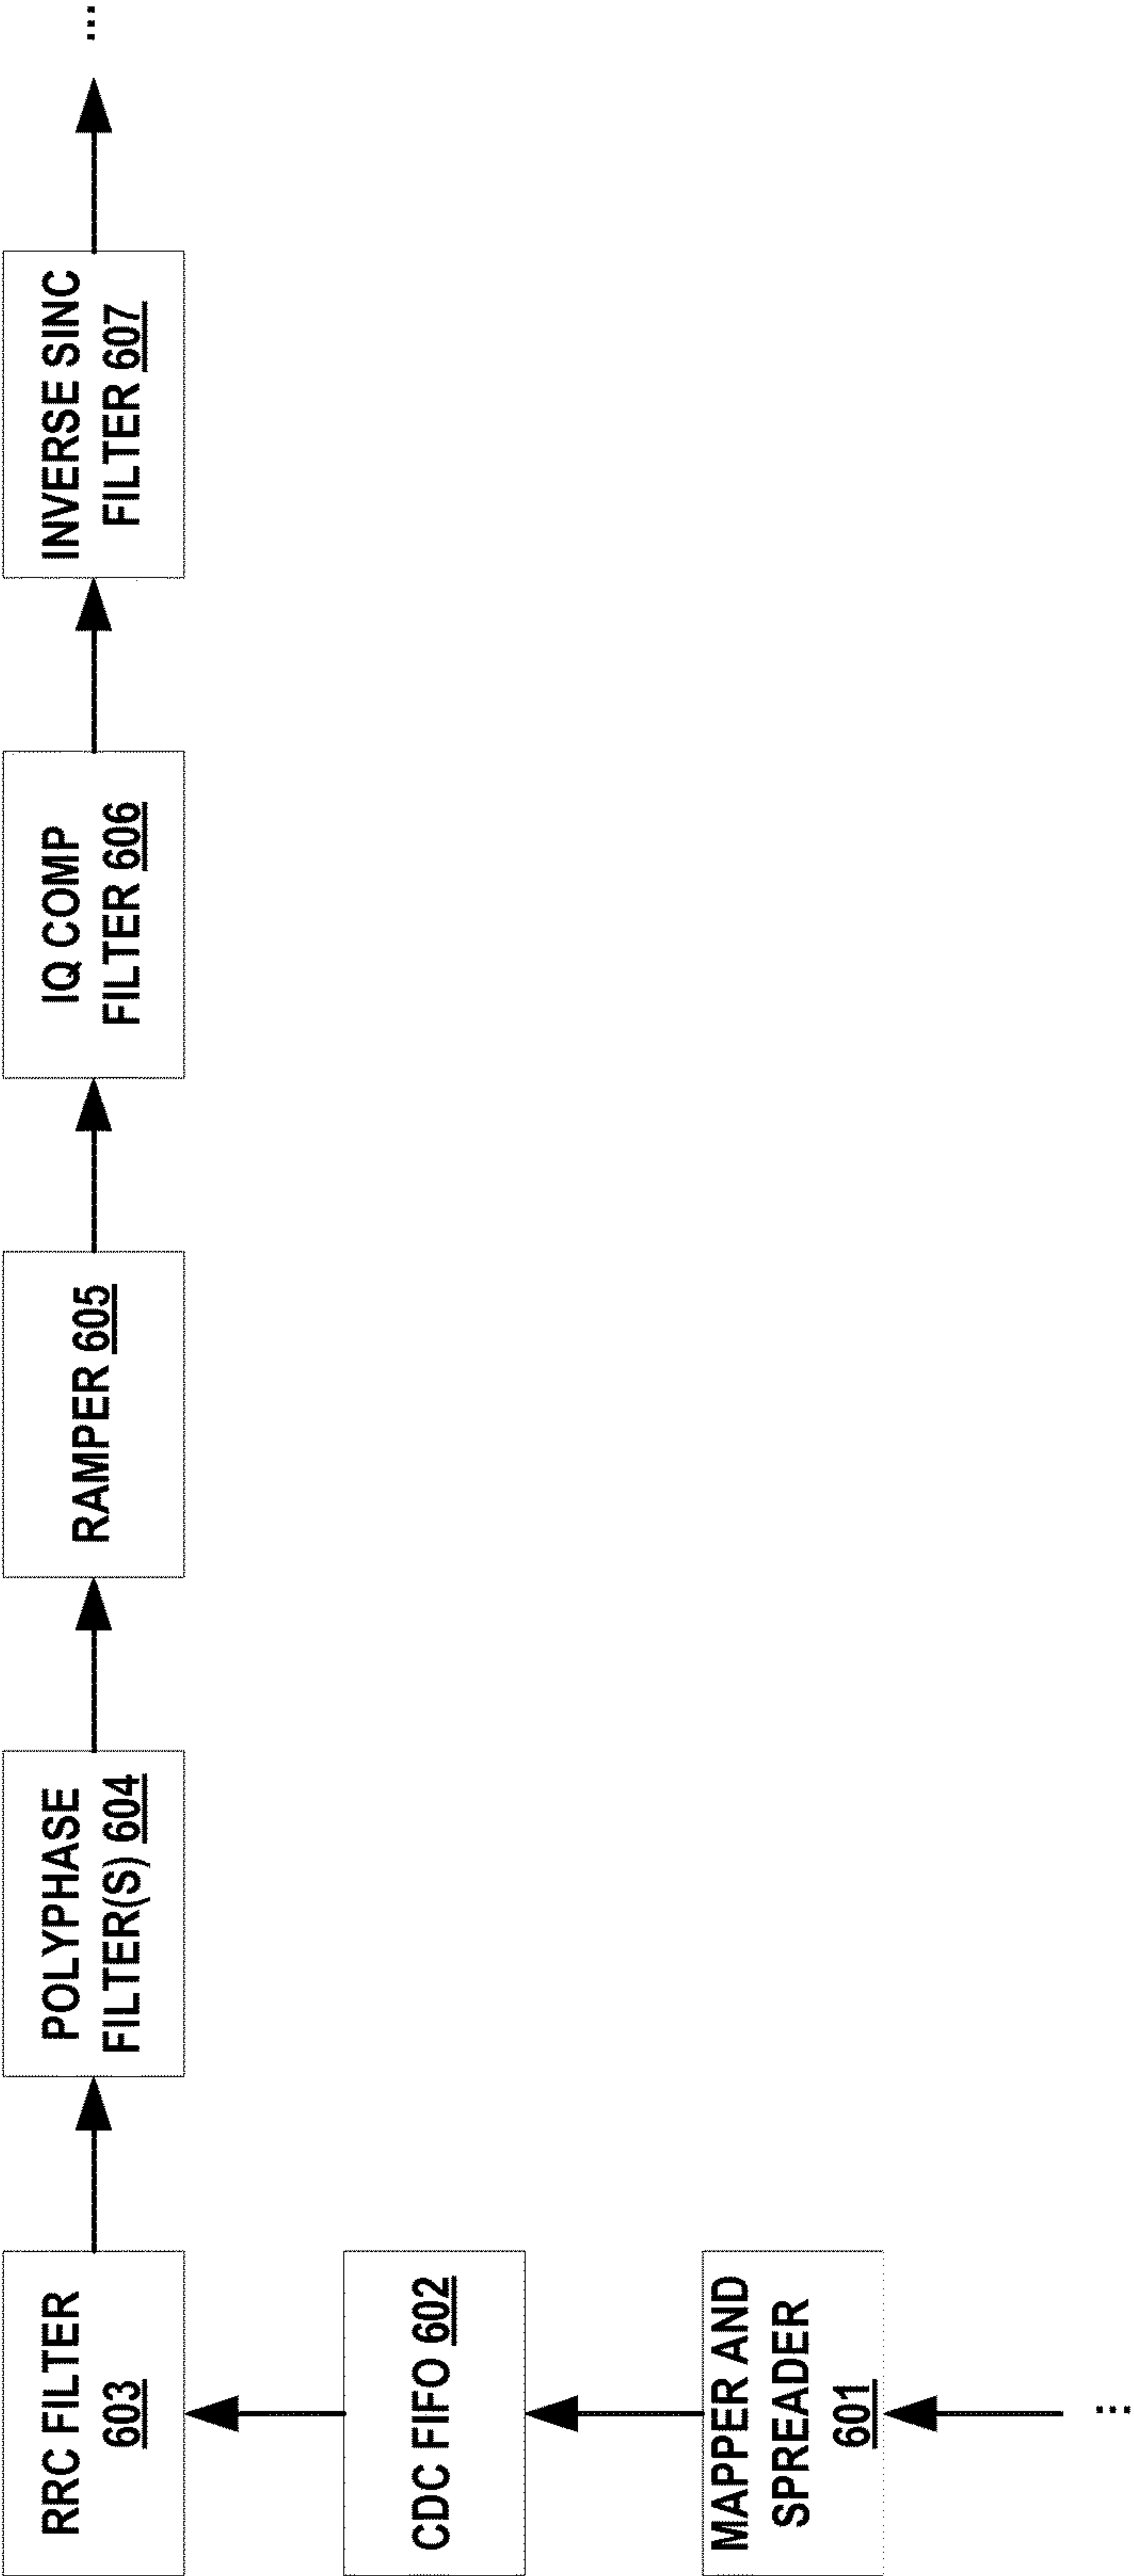 RRC FILTER
603
POLYPHASE
FILTER(S) 604
RAMPER 605
IQ COMP
FILTER 606
INVERSE SINC
FILTER 607
...
CDC FIFO 602
MAPPER AND
SPREADER
601
...